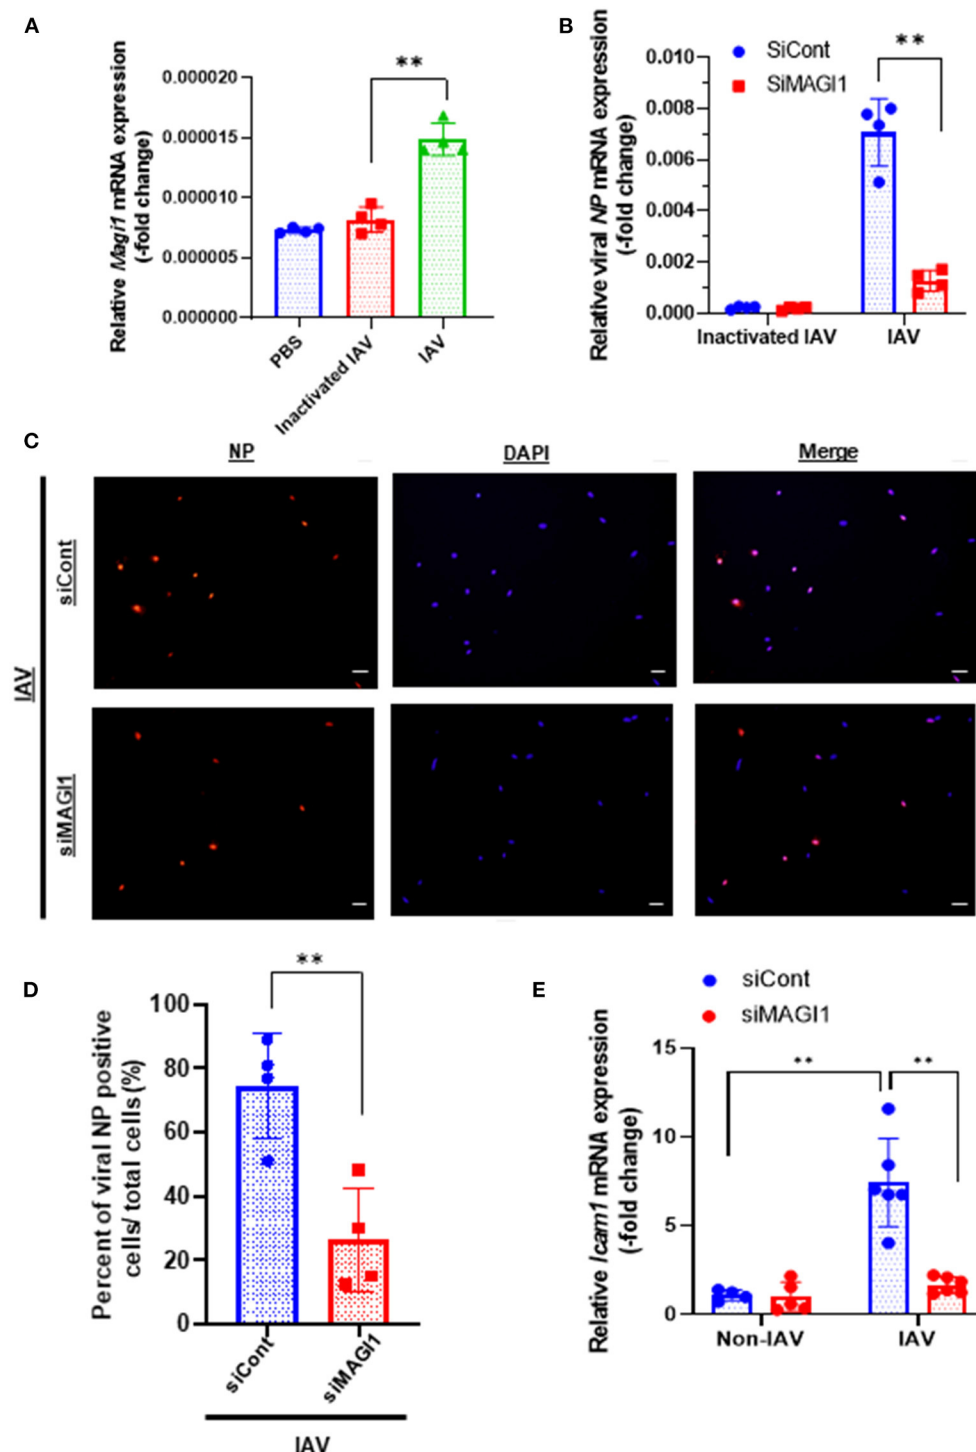 A
Relative Magi1 mRNA expression
(-fold change)
0.000020
0.000015
0.000010
0.000005
0.000000
**
PBS
Inactivated IAV
IAV
B
Relative viral NP mRNA expression
(-fold change)
SiCont
SiMAGI1
**
0.010
0.008
0.006
0.004
0.002
0.000
Inactivated IAV
IAV
C
NP
DAPI
Merge
IAV
siCont
siMAGI1
D
**
Percent of viral NP positive
cells/ total cells (%)
100
80
60
40
20
0
siCont
siMAGI1
IAV
E
siCont
siMAGI1
Relative Icam1 mRNA expression
(-fold change)
15
10
5
0
**
**
Non-IAV
IAV